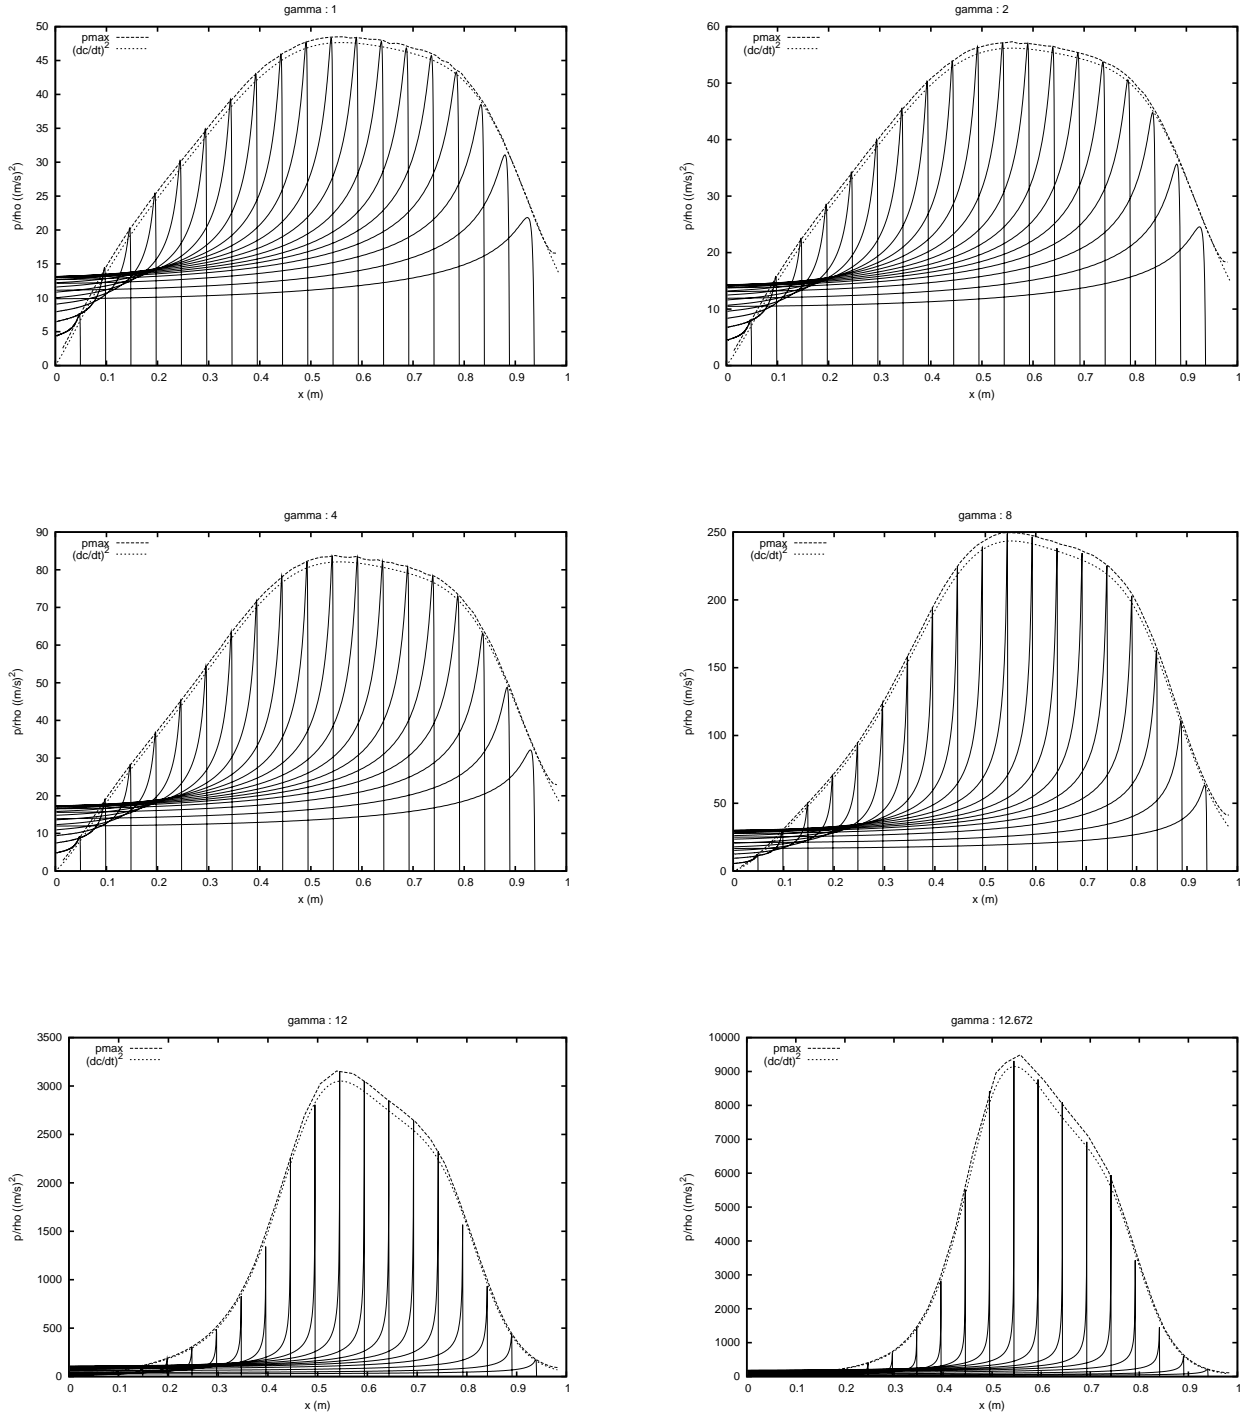 gamma : 1
pmax
(dc/dt)2
50
45
40
35
30
25
20
15
10
5
0
p/rho ((m/s)2)
0 0.1 0.2 0.3 0.4 0.5 0.6 0.7 0.8 0.9 1
x (m)
gamma : 2
pmax
(dc/dt)2
60
50
40
30
20
10
0
p/rho ((m/s)2)
0 0.1 0.2 0.3 0.4 0.5 0.6 0.7 0.8 0.9 1
x (m)
gamma : 4
pmax
(dc/dt)2
90
80
70
60
50
40
30
20
10
0
p/rho ((m/s)2)
0 0.1 0.2 0.3 0.4 0.5 0.6 0.7 0.8 0.9 1
x (m)
gamma : 8
pmax
(dc/dt)2
250
200
150
100
50
0
p/rho ((m/s)2)
0 0.1 0.2 0.3 0.4 0.5 0.6 0.7 0.8 0.9 1
x (m)
gamma : 12
pmax
(dc/dt)2
3500
3000
2500
2000
1500
1000
500
0
p/rho ((m/s)2)
0 0.1 0.2 0.3 0.4 0.5 0.6 0.7 0.8 0.9 1
x (m)
gamma : 12.672
pmax
(dc/dt)2
10000
9000
8000
7000
6000
5000
4000
3000
2000
1000
0
p/rho ((m/s)2)
0 0.1 0.2 0.3 0.4 0.5 0.6 0.7 0.8 0.9 1
x (m)